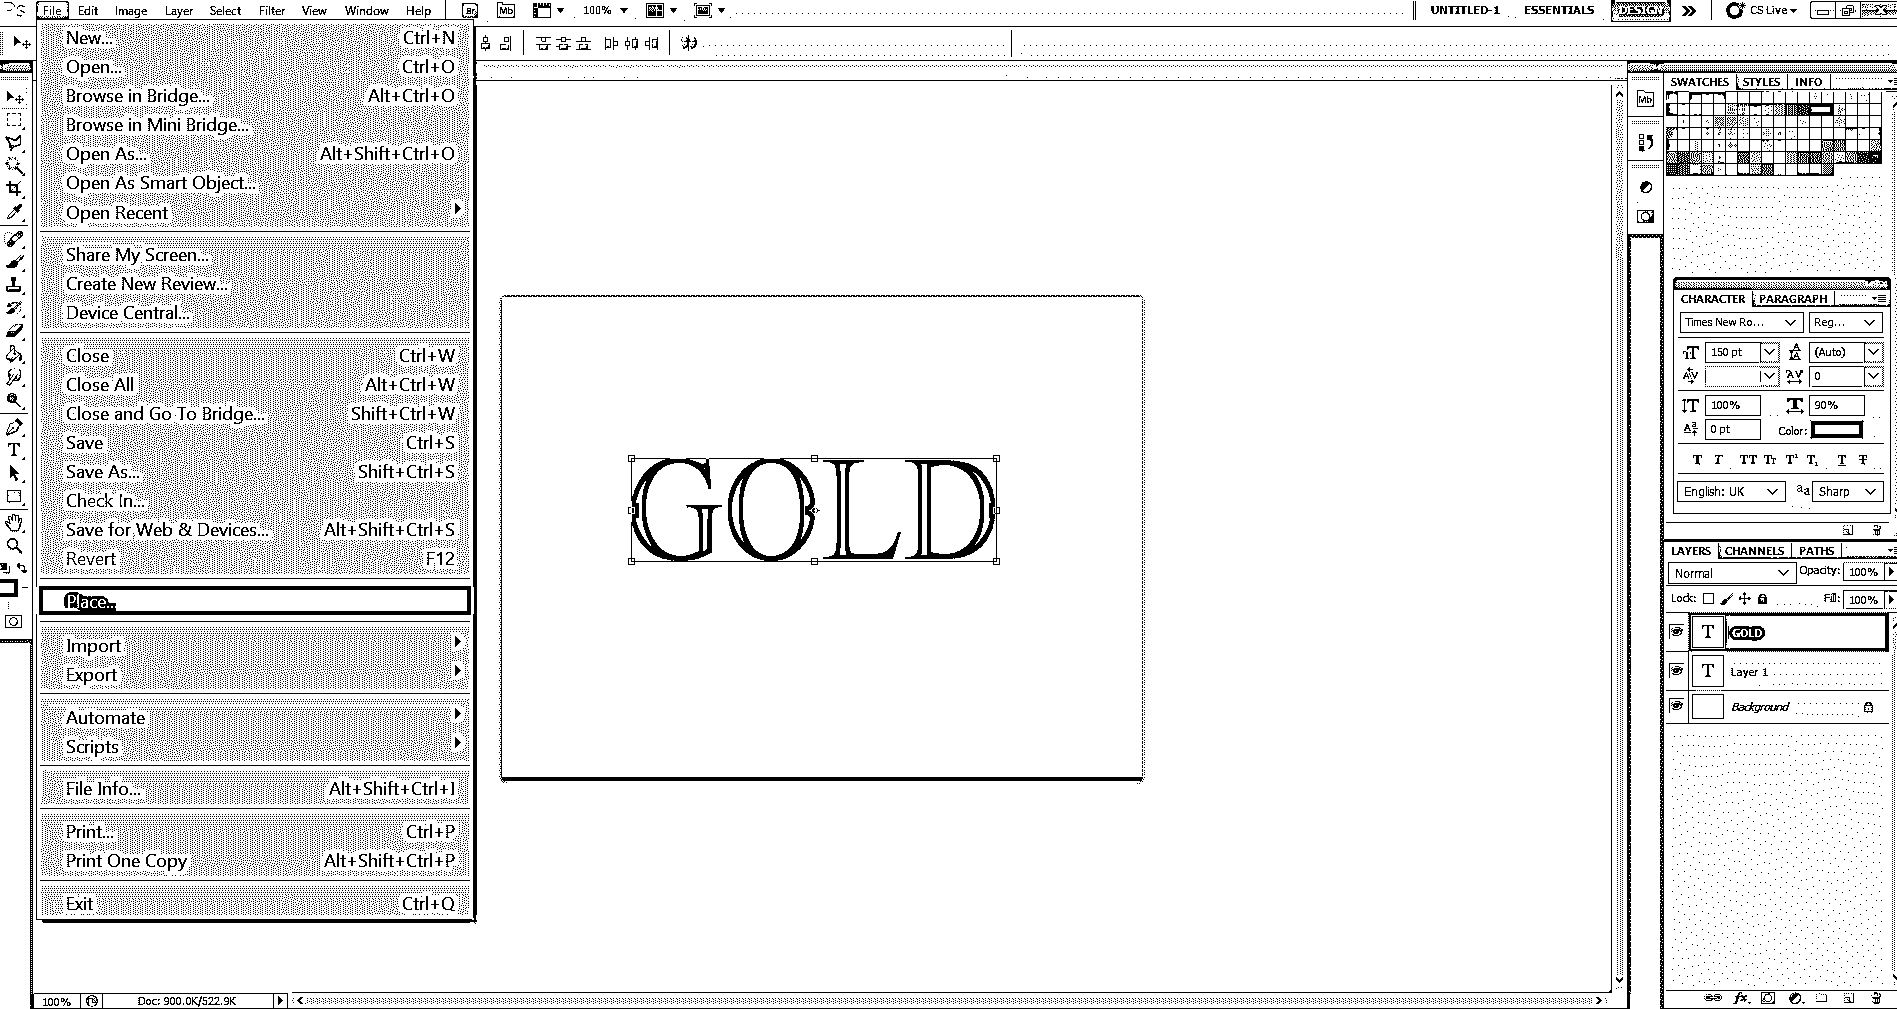 File Edit Image Layer Select Filter View Window Help Br Mb 100% UNTITLED-1 ESSENTIALS DESIGN CS Live
New... Ctrl+N
Open... Ctrl+O
Browse in Bridge... Alt+Ctrl+O
Browse in Mini Bridge...
Open As... Alt+Shift+Ctrl+O
Open As Smart Object...
Open Recent
Share My Screen...
Create New Review...
Device Central...
Close Ctrl+W
Close All Alt+Ctrl+W
Close and Go To Bridge... Shift+Ctrl+W
Save Ctrl+S
Save As... Shift+Ctrl+S
Check In...
Save for Web & Devices... Alt+Shift+Ctrl+S
Revert F12
Place...
Import
Export
Automate
Scripts
File Info... Alt+Shift+Ctrl+I
Print... Ctrl+P
Print One Copy Alt+Shift+Ctrl+P
Exit Ctrl+Q
GOLD
Mb
SWATCHES STYLES INFO
CHARACTER PARAGRAPH
Times New Ro... Reg...
150 pt (Auto)
0
100% 90%
0 pt Color:
T T TT Tr T¹ T₁ T T
English: UK aa Sharp
LAYERS CHANNELS PATHS
Normal Opacity: 100%
Lock: Fill: 100%
T GOLD
T Layer 1
Background
100% Doc: 900.0K/522.9K
fx